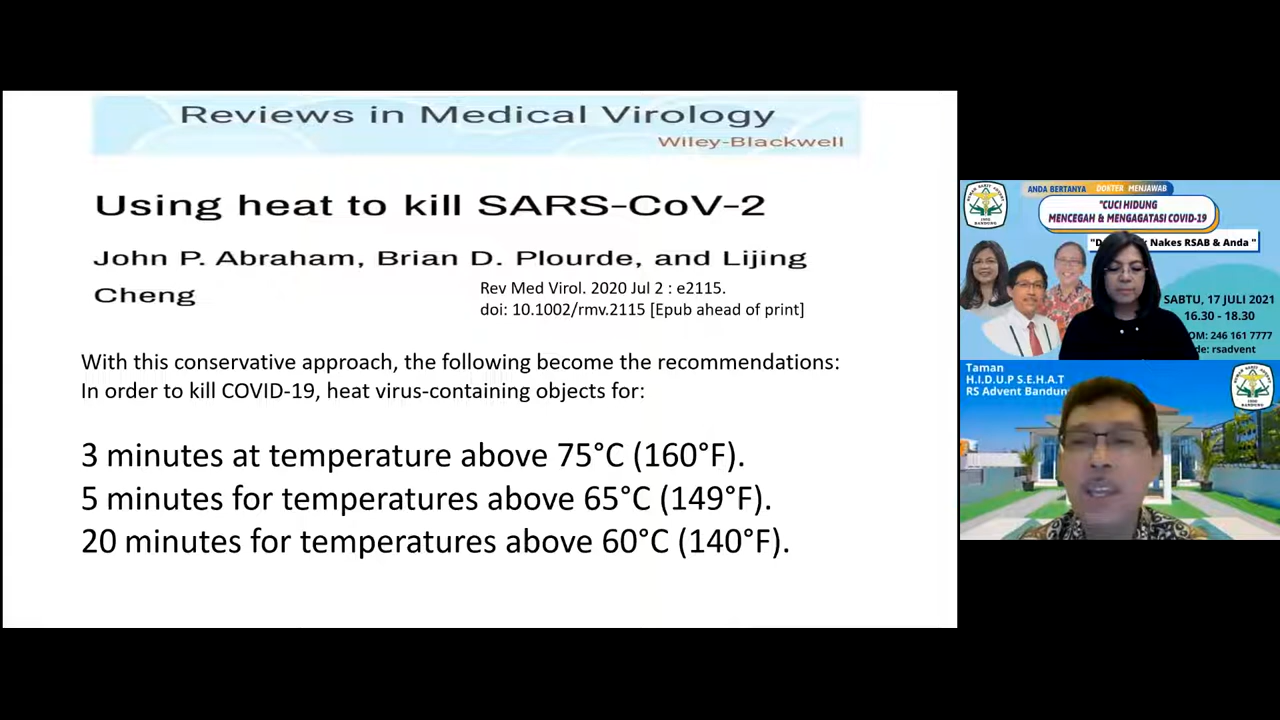 Reviews in Medical Virology
Wiley-Blackwell
Using heat to kill SARS-CoV-2
John P. Abraham, Brian D. Plourde, and Lijing
Cheng
Rev Med Virol. 2020 Jul 2 : e2115.
doi: 10.1002/rmv.2115 [Epub ahead of print]
With this conservative approach, the following become the recommendations:
In order to kill COVID-19, heat virus-containing objects for:
3 minutes at temperature above 75°C (160°F).
5 minutes for temperatures above 65°C (149°F).
20 minutes for temperatures above 60°C (140°F).
ANDA BERTANYA DOKTER MENJAWAB
"CUCI HIDUNG
MENCEGAH & MENGAGATASI COVID-19
Nakes RSAB & Anda "
SABTU, 17 JULI 2021
16.30 - 18.30
OM: 246 161 7777
de: rsadvent
Taman
H.I.D.U.P S.E.H.A.T
RS Advent Bandun